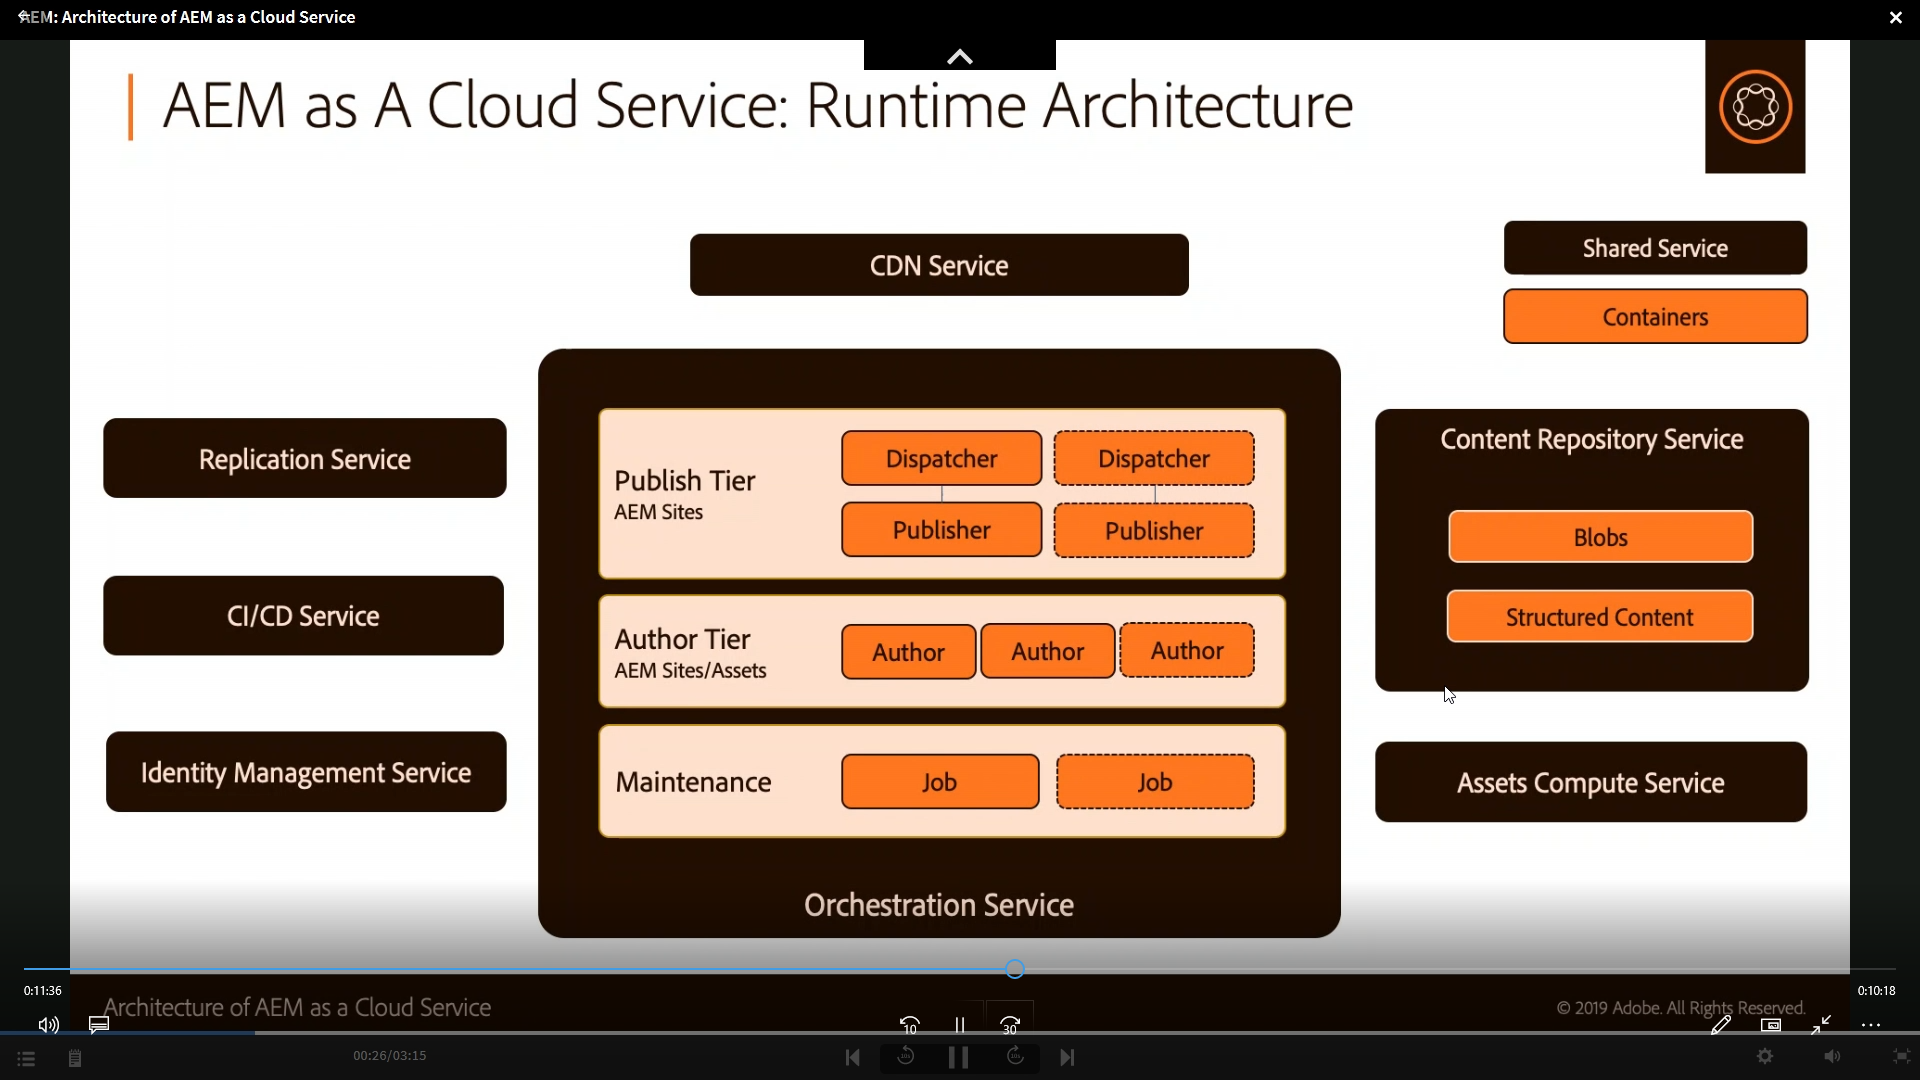 AEM: Architecture of AEM as a Cloud Service
AEM as A Cloud Service: Runtime Architecture
CDN Service
Shared Service
Containers
Replication Service
CI/CD Service
Identity Management Service
Publish Tier
AEM Sites
Dispatcher
Dispatcher
Publisher
Publisher
Author Tier
AEM Sites/Assets
Author
Author
Author
Maintenance
Job
Job
Orchestration Service
Content Repository Service
Blobs
Structured Content
Assets Compute Service
0:11:36
0:10:18
Architecture of AEM as a Cloud Service
© 2019 Adobe. All Rights Reserved.
10
30
00:26/03:15